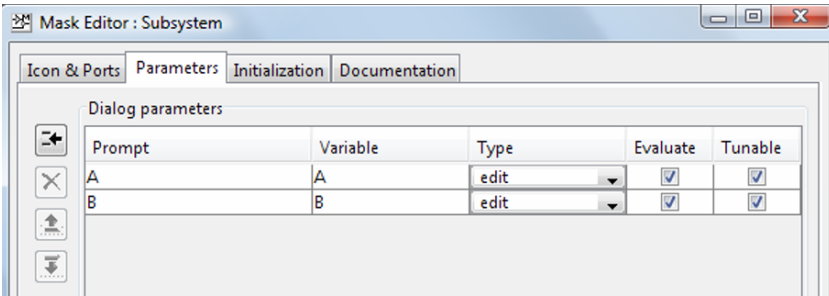 Mask Editor : Subsystem
Icon & Ports Parameters Initialization Documentation
Dialog parameters
Prompt Variable Type Evaluate Tunable
A A edit
B B edit